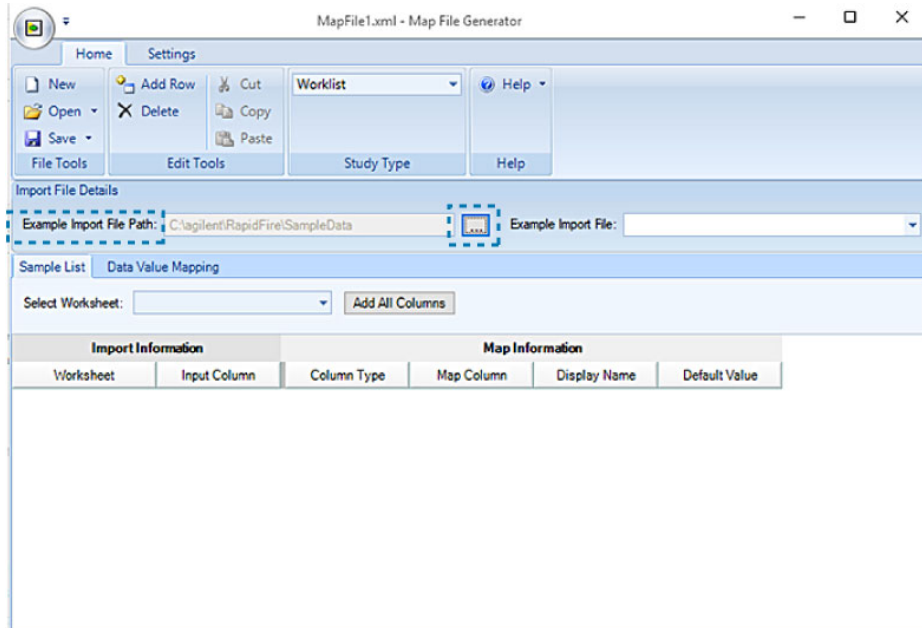 MapFile1.xml - Map File Generator
Home Settings
New Add Row Cut Worklist Help
Open Delete Copy
Save Paste
File Tools Edit Tools Study Type Help
Import File Details
Example Import File Path: C:\agilent\RapidFire\SampleData ... Example Import File:
Sample List Data Value Mapping
Select Worksheet: Add All Columns
Import Information Map Information
Worksheet Input Column Column Type Map Column Display Name Default Value